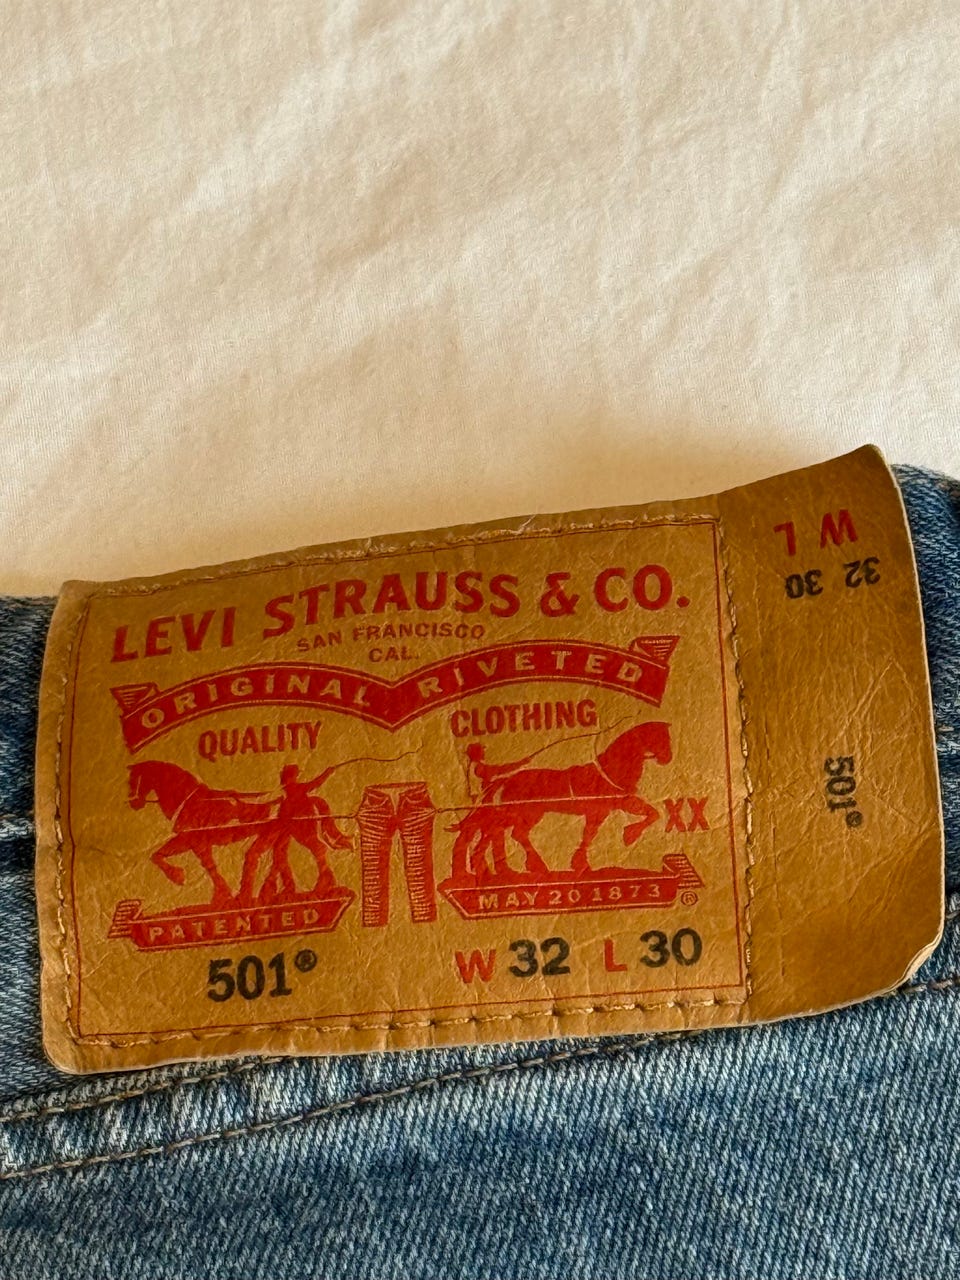 LEVI STRAUSS & CO.
SAN FRANCISCO
CAL.
ORIGINAL RIVETED
QUALITY CLOTHING
XX
PATENTED MAY 20 1873 ®
501® W 32 L 30
W L
32 30
501®